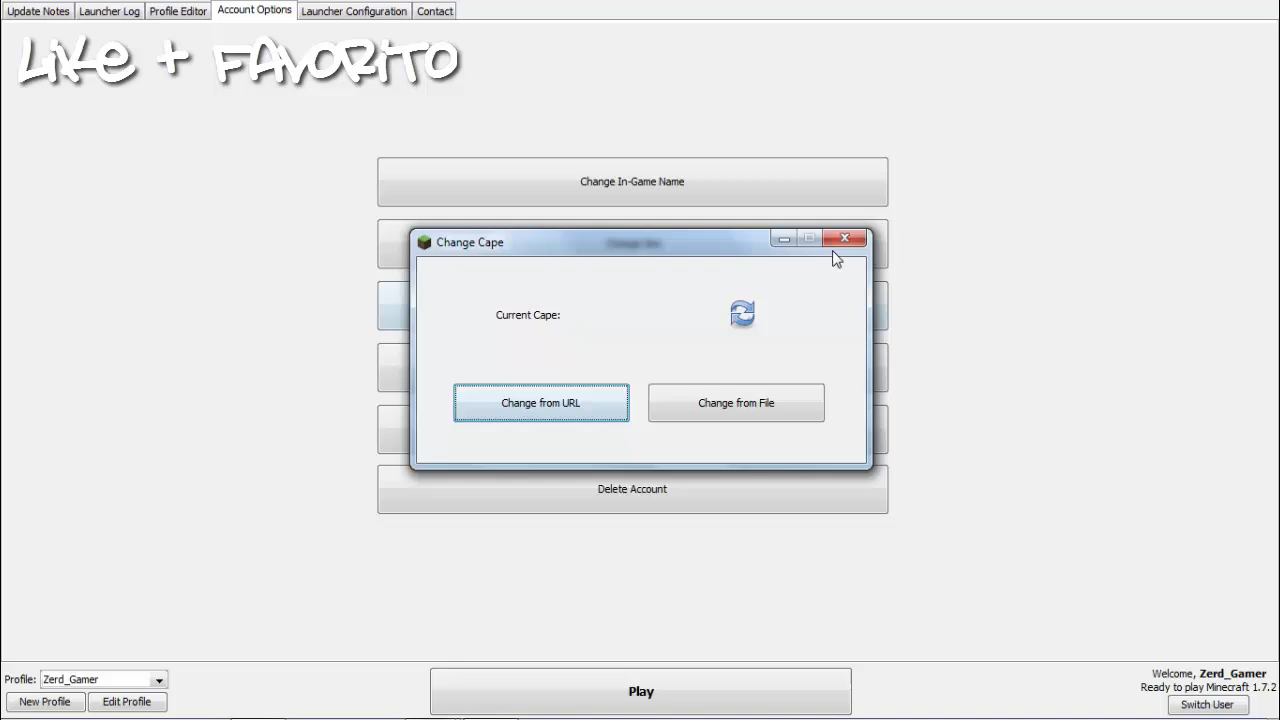 Update Notes
Launcher Log
Profile Editor
Account Options
Launcher Configuration
Contact
LIKE + FAVORITO
Change In-Game Name
Change Cape
Current Cape:
Change from URL
Change from File
Delete Account
Profile: Zerd_Gamer
New Profile
Edit Profile
Play
Welcome, Zerd_Gamer
Ready to play Minecraft 1.7.2
Switch User